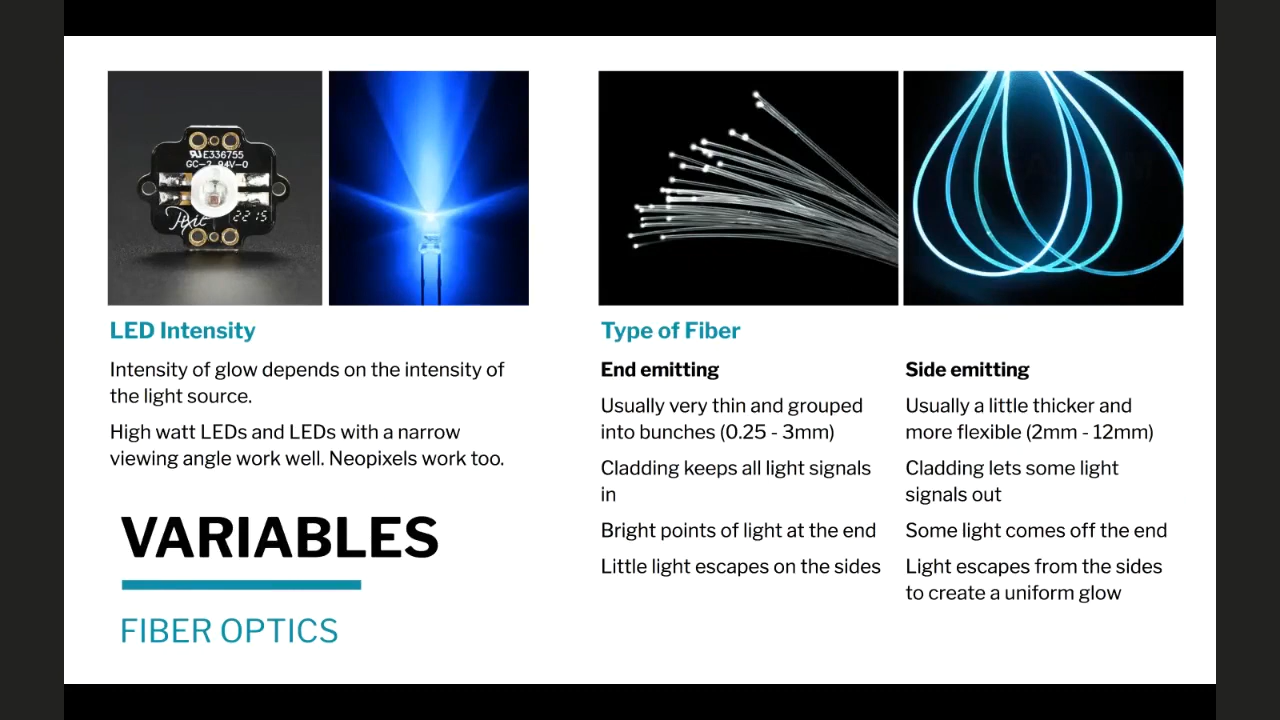 E336755
GC-2 94V-0
Pixie
2215
LED Intensity
Intensity of glow depends on the intensity of
the light source.
High watt LEDs and LEDs with a narrow
viewing angle work well. Neopixels work too.
VARIABLES
FIBER OPTICS
Type of Fiber
End emitting
Usually very thin and grouped
into bunches (0.25 - 3mm)
Cladding keeps all light signals
in
Bright points of light at the end
Little light escapes on the sides
Side emitting
Usually a little thicker and
more flexible (2mm - 12mm)
Cladding lets some light
signals out
Some light comes off the end
Light escapes from the sides
to create a uniform glow